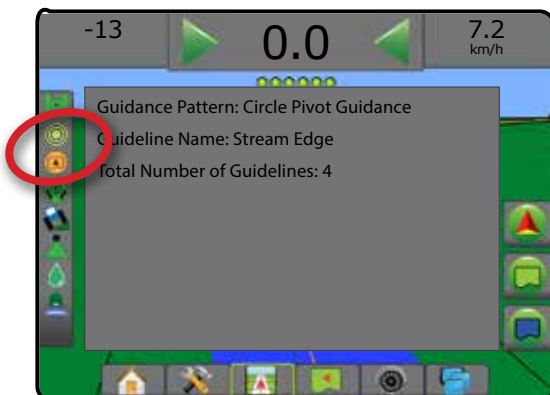 -13
0.0
7.2
km/h
Guidance Pattern: Circle Pivot Guidance
Guideline Name: Stream Edge
Total Number of Guidelines: 4